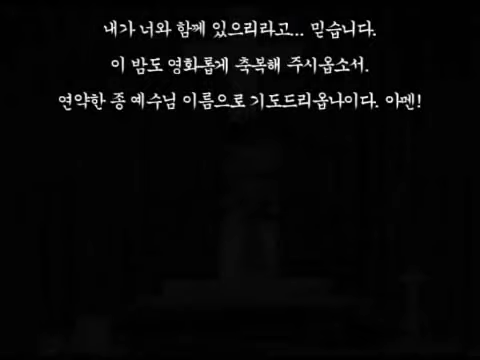 내가 너와 함께 있으리라고... 믿습니다.
이 밤도 영화롭게 축복해 주시옵소서.
연약한 종 예수님 이름으로 기도드리옵나이다. 아멘!